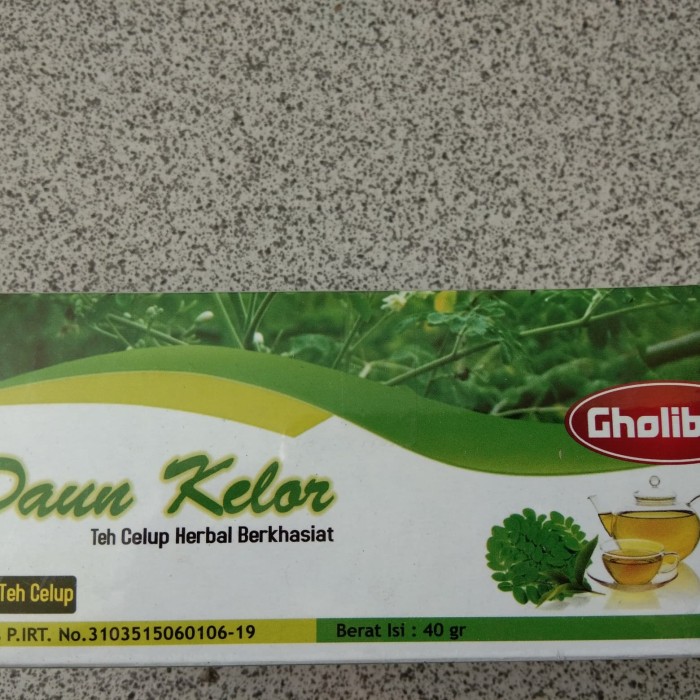 Gholib
Daun Kelor
Teh Celup Herbal Berkhasiat
Teh Celup
P.IRT. No.3103515060106-19
Berat Isi : 40 gr